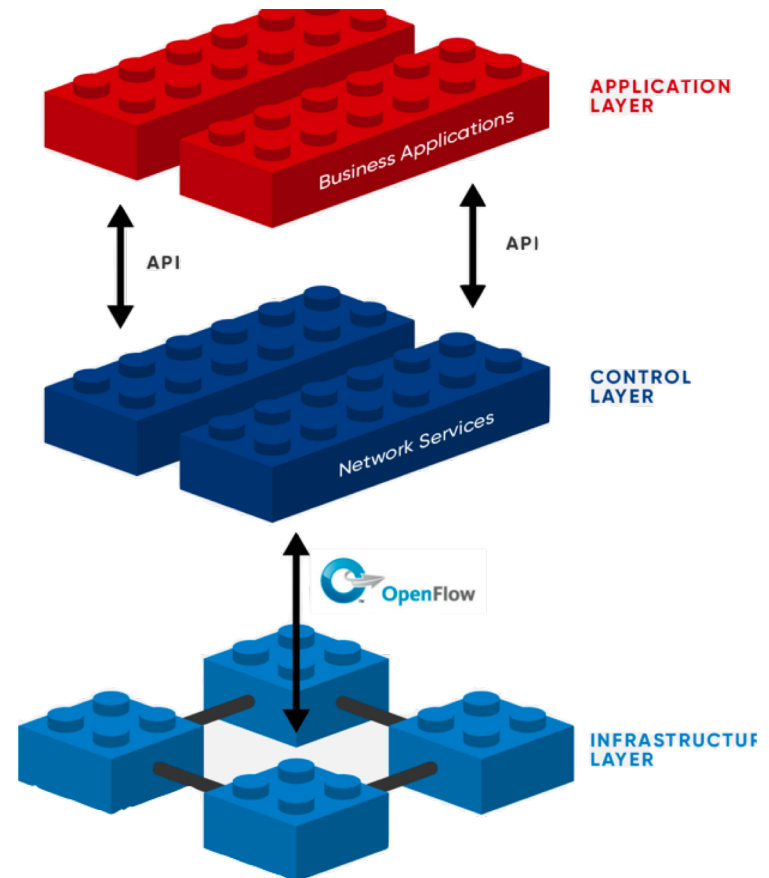 APPLICATION
LAYER
Business Applications
API
API
CONTROL
LAYER
Network Services
OpenFlow
INFRASTRUCTUR
LAYER